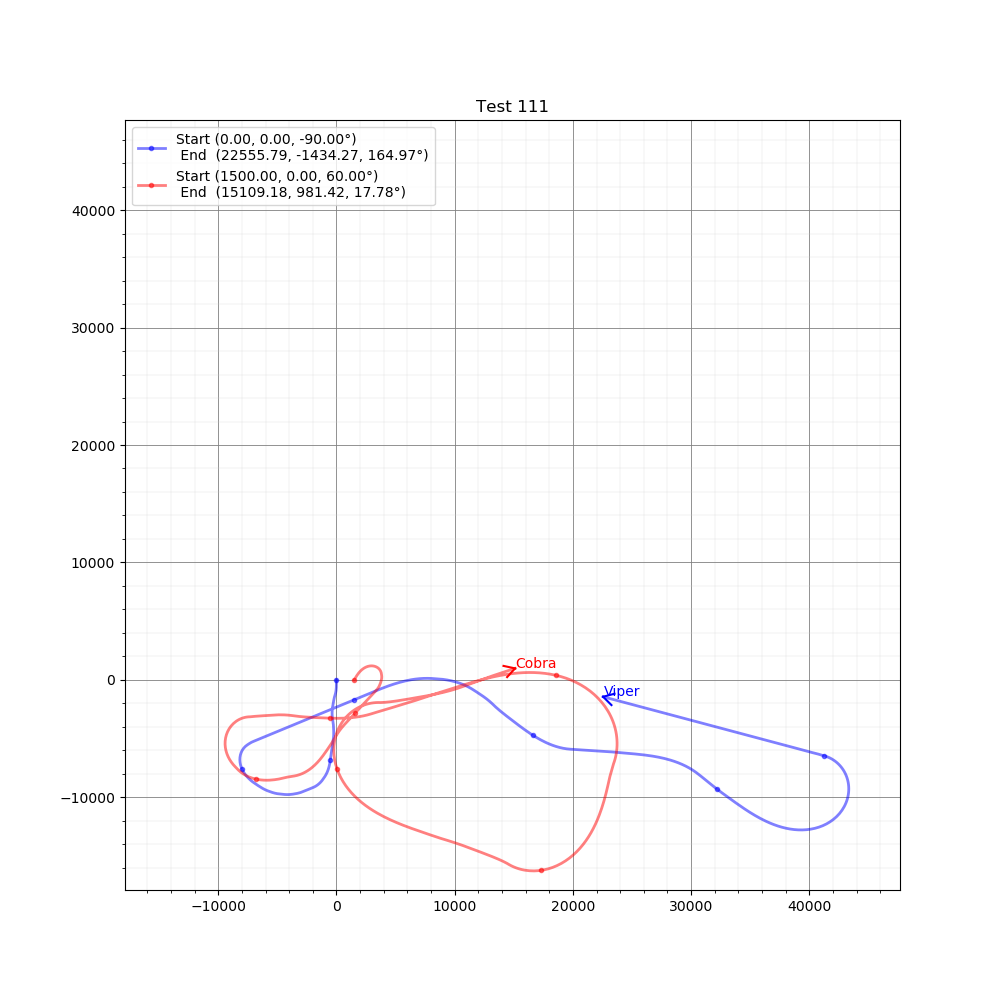 Test 111
Start (0.00, 0.00, -90.00°)
End (22555.79, -1434.27, 164.97°)
Start (1500.00, 0.00, 60.00°)
End (15109.18, 981.42, 17.78°)
40000
30000
20000
10000
0
−10000
Cobra
Viper
−10000
0
10000
20000
30000
40000